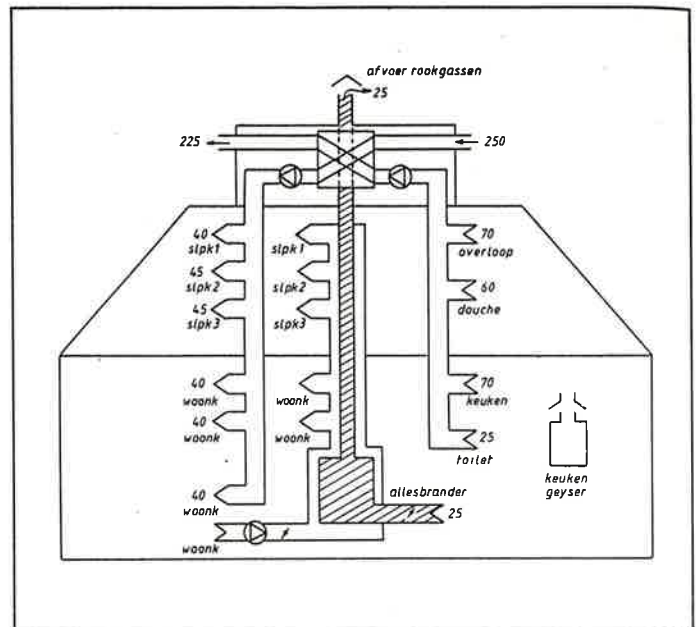 afvoer rookgassen
25
225
250
40
slpk1
45
slpk2
45
slpk3
slpk1
slpk2
slpk3
70
overloop
60
douche
40
woonk
40
woonk
40
woonk
woonk
woonk
woonk
70
keuken
25
toilet
allesbrander
25
keuken
geyser